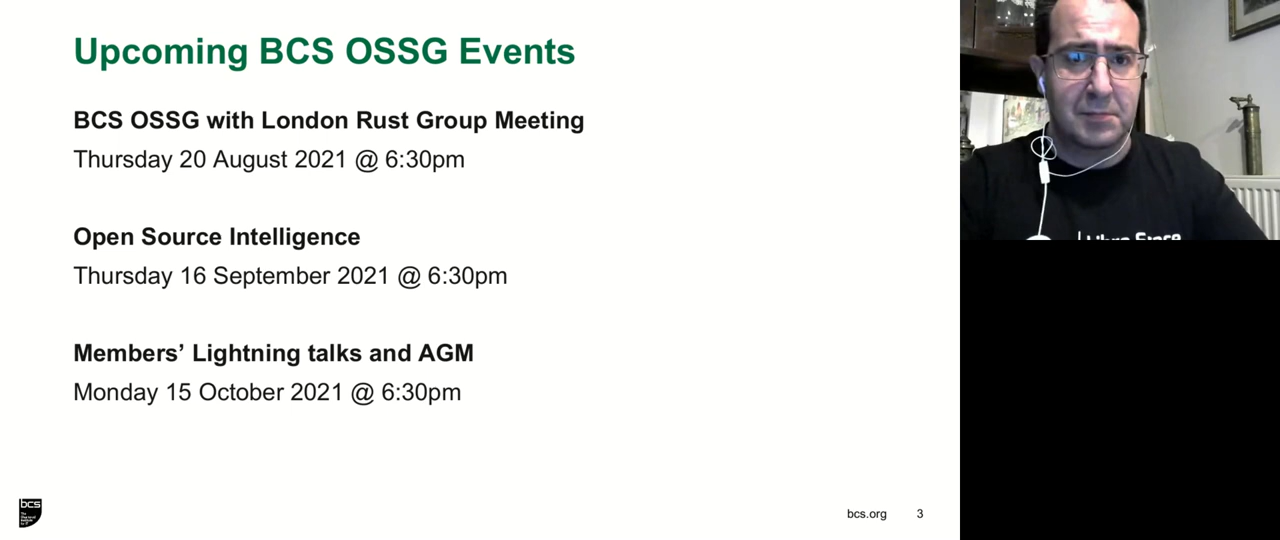 Upcoming BCS OSSG Events
BCS OSSG with London Rust Group Meeting
Thursday 20 August 2021 @ 6:30pm
Open Source Intelligence
Thursday 16 September 2021 @ 6:30pm
Members’ Lightning talks and AGM
Monday 15 October 2021 @ 6:30pm
bcs
bcs.org 3